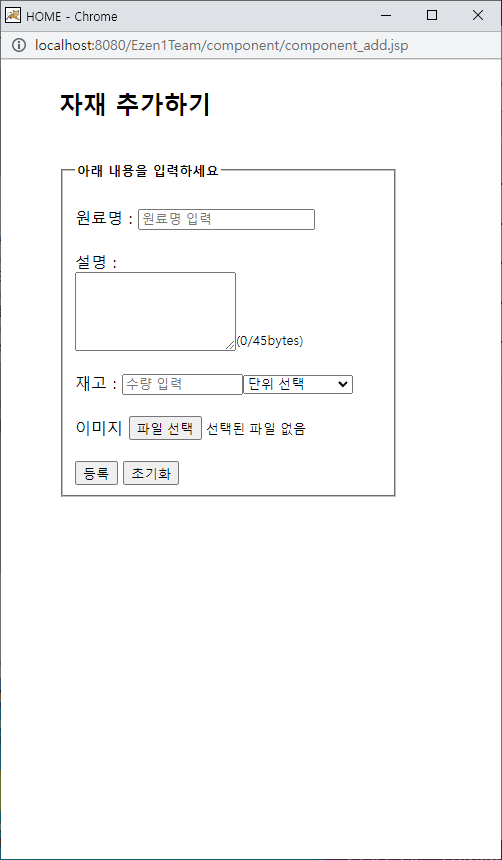 HOME - Chrome
localhost:8080/Ezen1Team/component/component_add.jsp
자재 추가하기
아래 내용을 입력하세요
원료명 : 원료명 입력
설명 :
(0/45bytes)
재고 : 수량 입력 단위 선택
이미지 파일 선택 선택된 파일 없음
등록 초기화